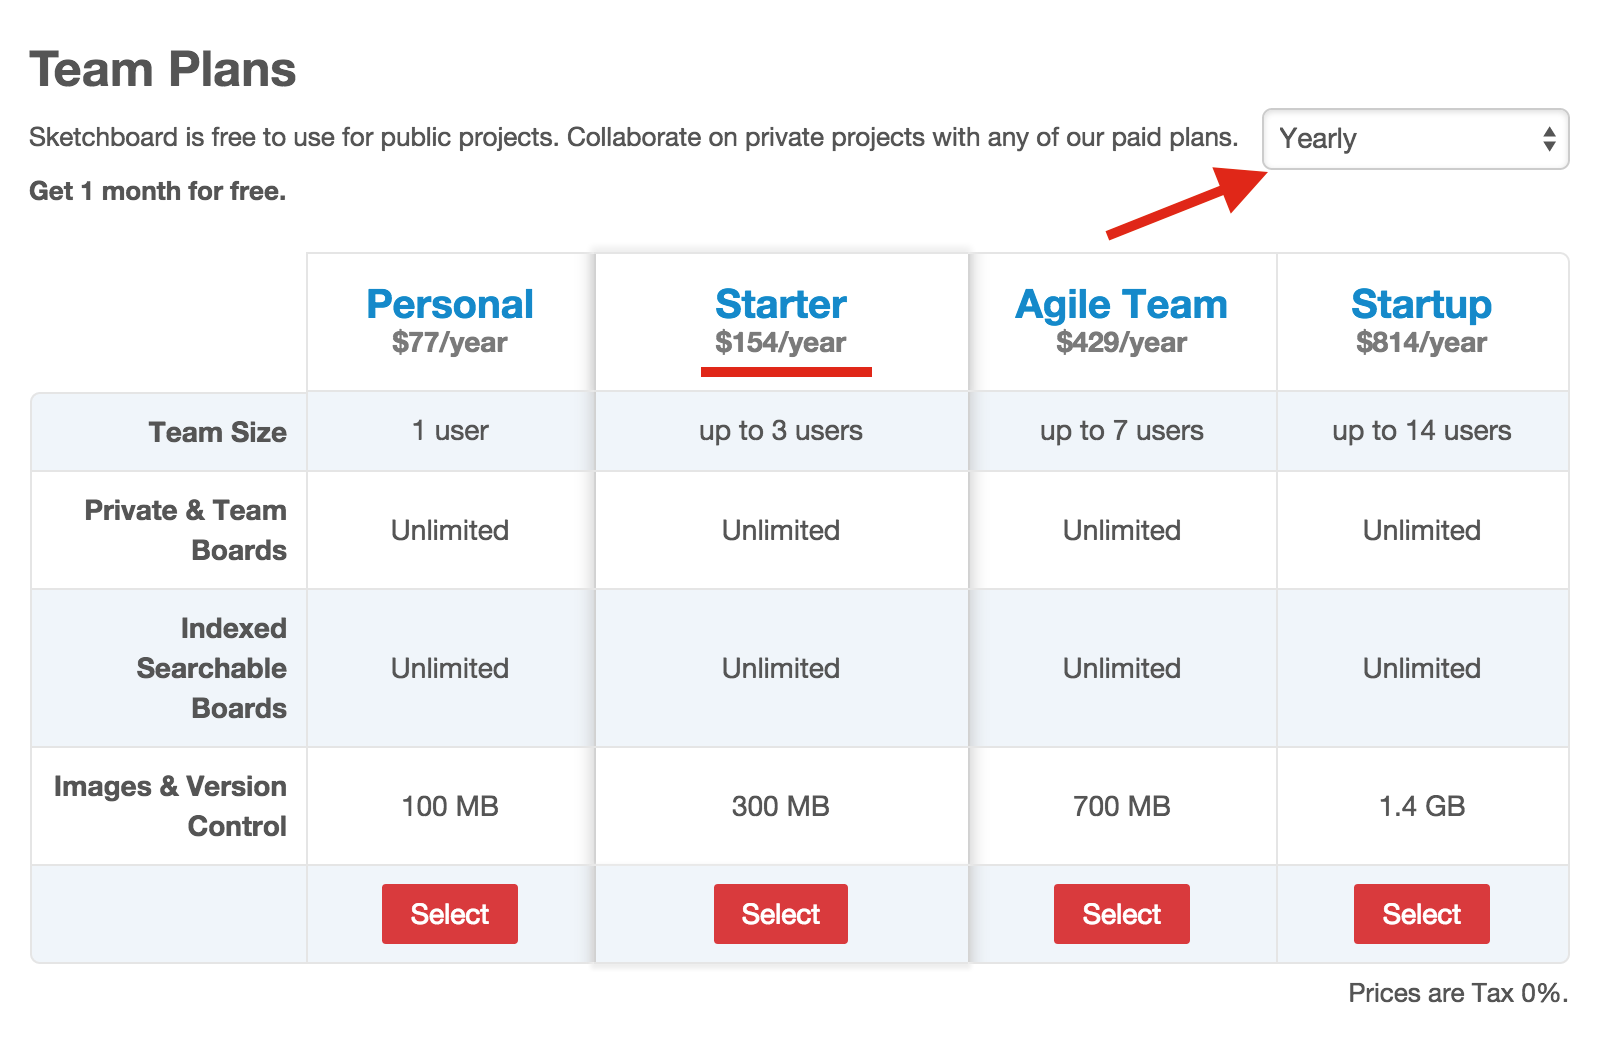 Team Plans
Sketchboard is free to use for public projects. Collaborate on private projects with any of our paid plans.
Yearly
Get 1 month for free.
Personal Starter Agile Team Startup
$77/year $154/year $429/year $814/year
Team Size 1 user up to 3 users up to 7 users up to 14 users
Private & Team
Boards
Unlimited Unlimited Unlimited Unlimited
Indexed
Searchable
Boards
Unlimited Unlimited Unlimited Unlimited
Images & Version
Control
100 MB 300 MB 700 MB 1.4 GB
Select Select Select Select
Prices are Tax 0%.